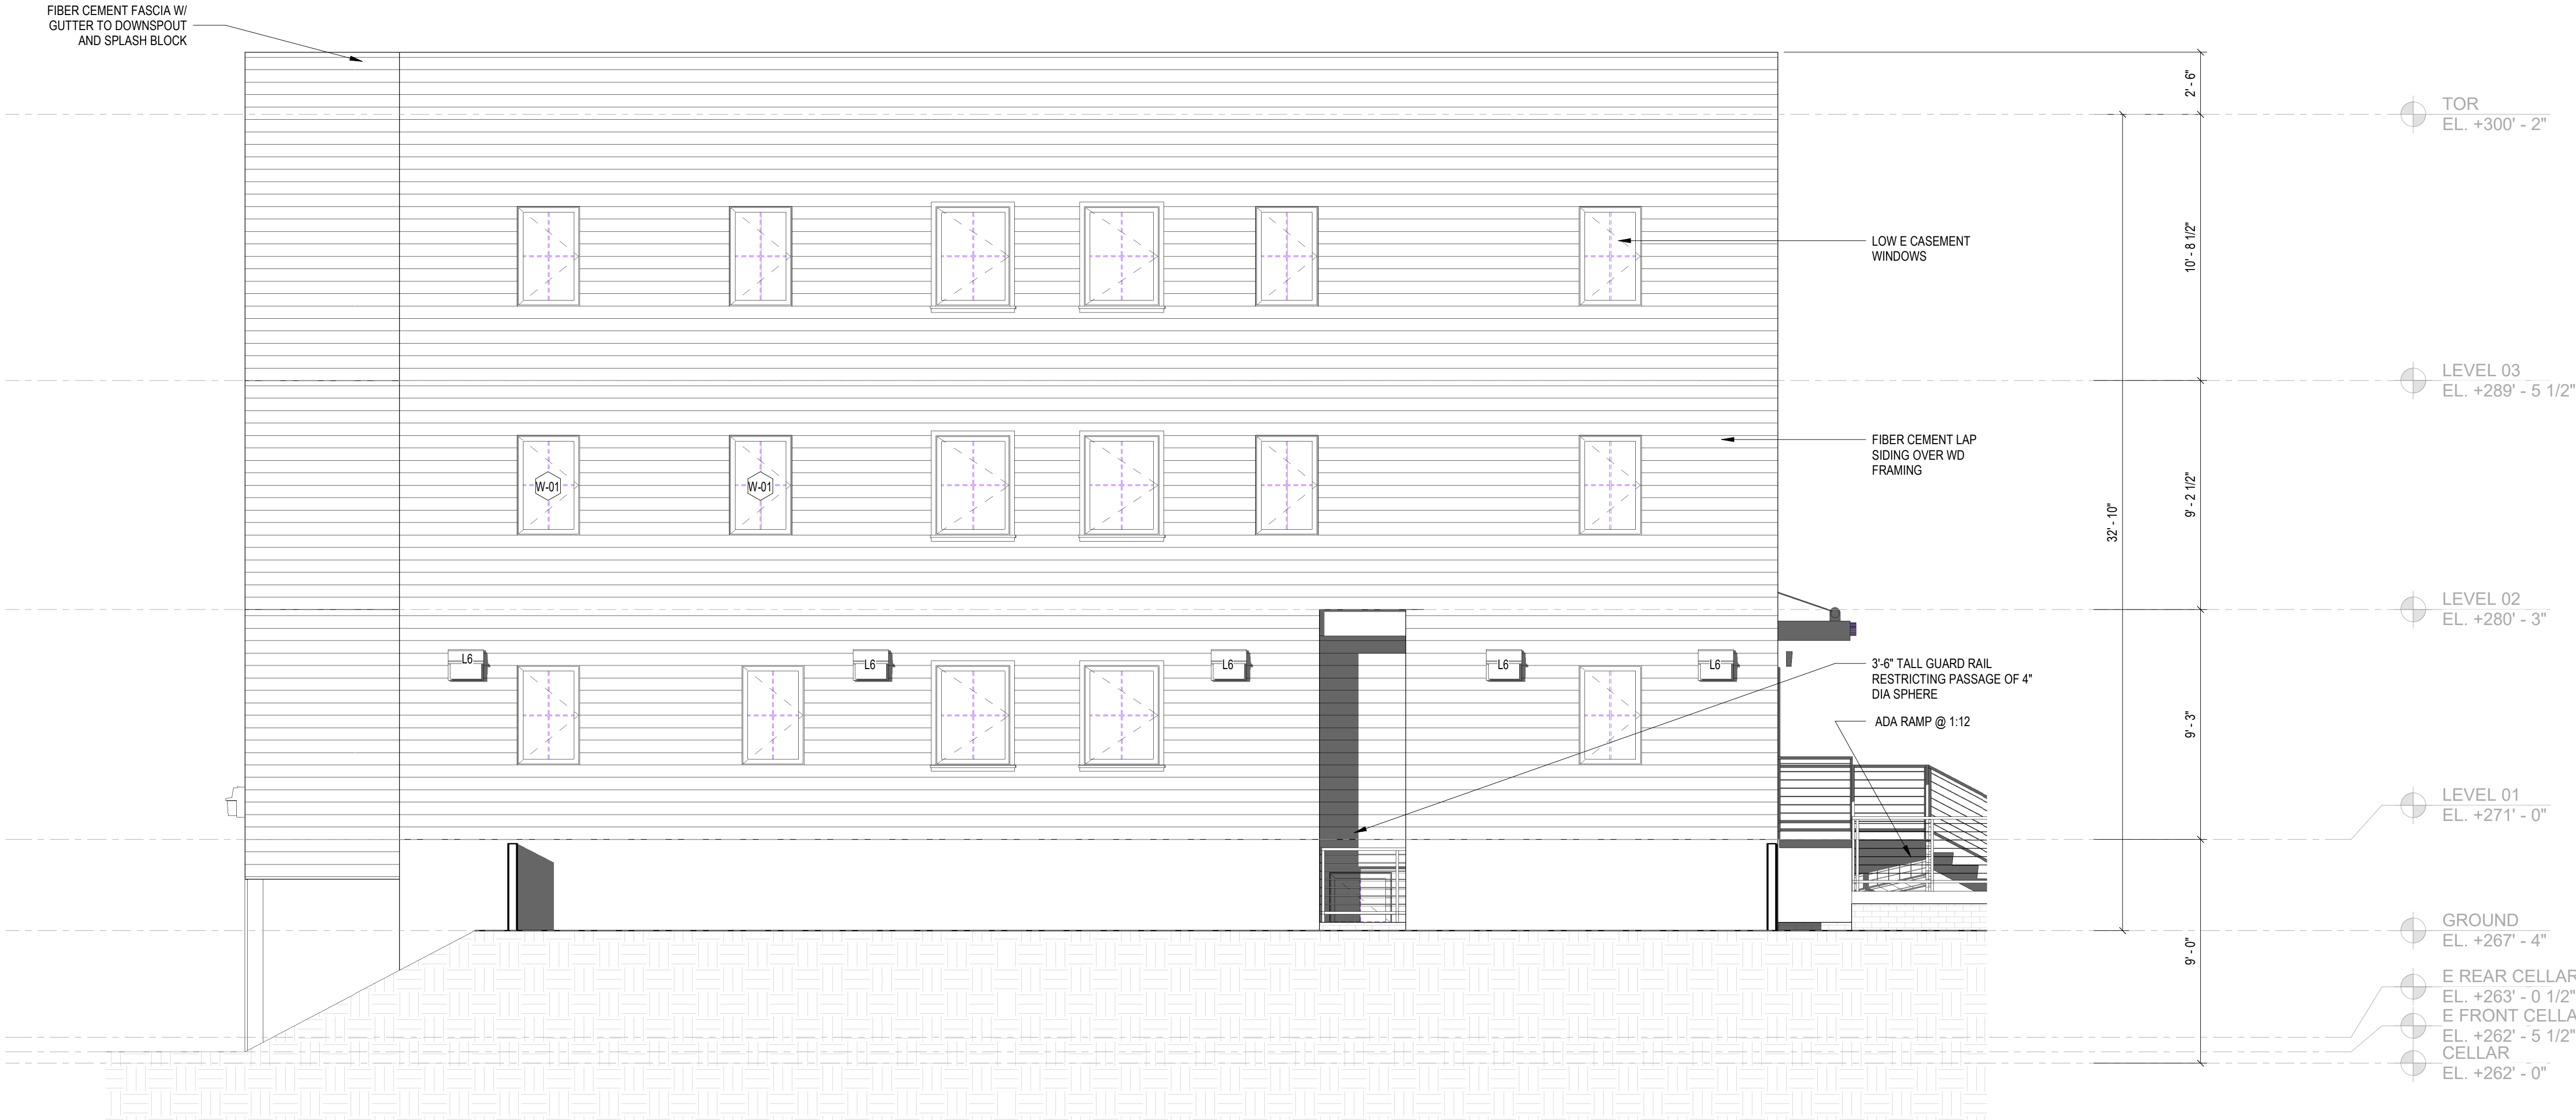 FIBER CEMENT FASCIA W/
GUTTER TO DOWNSPOUT
AND SPLASH BLOCK
2' - 6"
TOR
EL. +300' - 2"
LOW E CASEMENT
WINDOWS
10' - 8 1/2"
LEVEL 03
EL. +289' - 5 1/2"
FIBER CEMENT LAP
SIDING OVER WD
FRAMING
W-01
W-01
9' - 2 1/2"
32' - 10"
LEVEL 02
EL. +280' - 3"
L6
L6
L6
L6
L6
3'-6" TALL GUARD RAIL
RESTRICTING PASSAGE OF 4"
DIA SPHERE
ADA RAMP @ 1:12
9' - 3"
LEVEL 01
EL. +271' - 0"
GROUND
EL. +267' - 4"
9' - 0"
E REAR CELLAR
EL. +263' - 0 1/2"
E FRONT CELLA
EL. +262' - 5 1/2"
CELLAR
EL. +262' - 0"